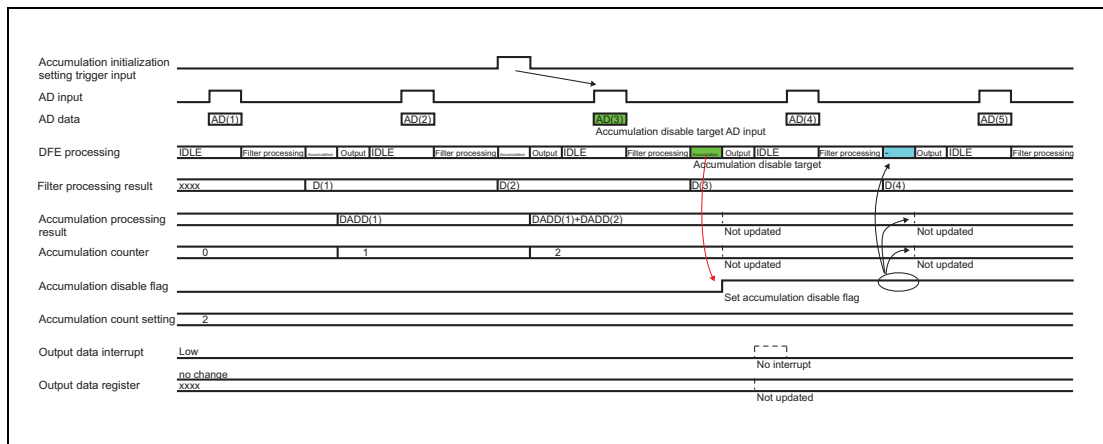 Accumulation initialization
setting trigger input
AD input
AD data
AD(1) AD(2) AD(3) AD(4) AD(5)
Accumulation disable target AD input
DFE processing
IDLE Filter processing Accumulation Output IDLE Filter processing Accumulation Output IDLE Filter processing Accumulation Output IDLE Filter processing - Output IDLE Filter processing
Accumulation disable target
Filter processing result
xxxx D(1) D(2) D(3) D(4)
Accumulation processing
result
DADD(1) DADD(1)+DADD(2)
Not updated Not updated
Accumulation counter
0 1 2
Not updated Not updated
Accumulation disable flag
Set accumulation disable flag
Accumulation count setting
2
Output data interrupt
Low
No interrupt
no change
Output data register
xxxx
Not updated